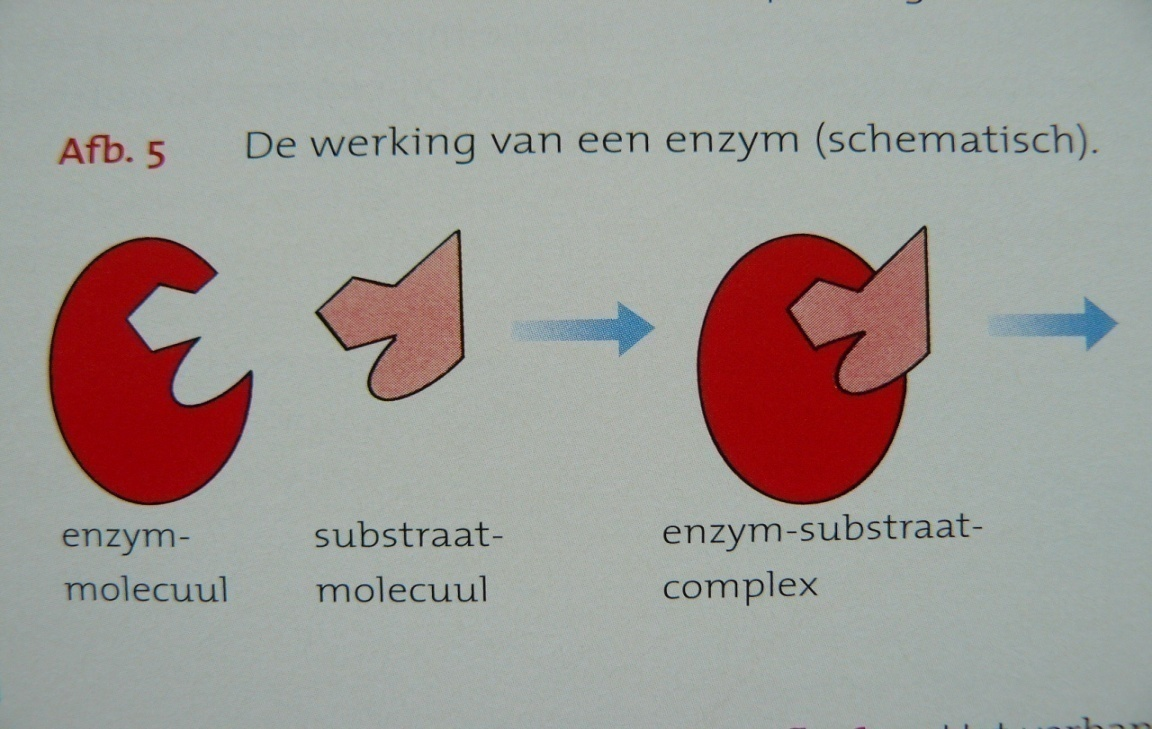 Afb. 5 De werking van een enzym (schematisch).
enzym-
molecuul
substraat-
molecuul
enzym-substraat-
complex